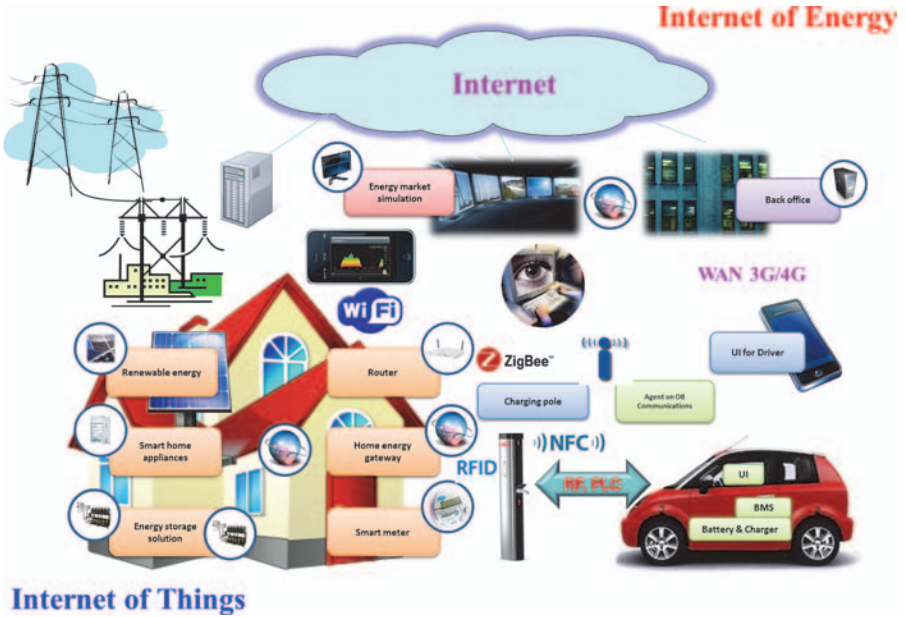 Internet of Energy
Internet
Energy market
simulation
Back office
WAN 3G/4G
Wi Fi
Renewable energy
Router
ZigBee™
UI for Driver
Charging pole
Agent on OB
Communications
Smart home
appliances
Home energy
gateway
RFID
NFC
RF, PLC
UI
BMS
Battery & Charger
Energy storage
solution
Smart meter
Internet of Things